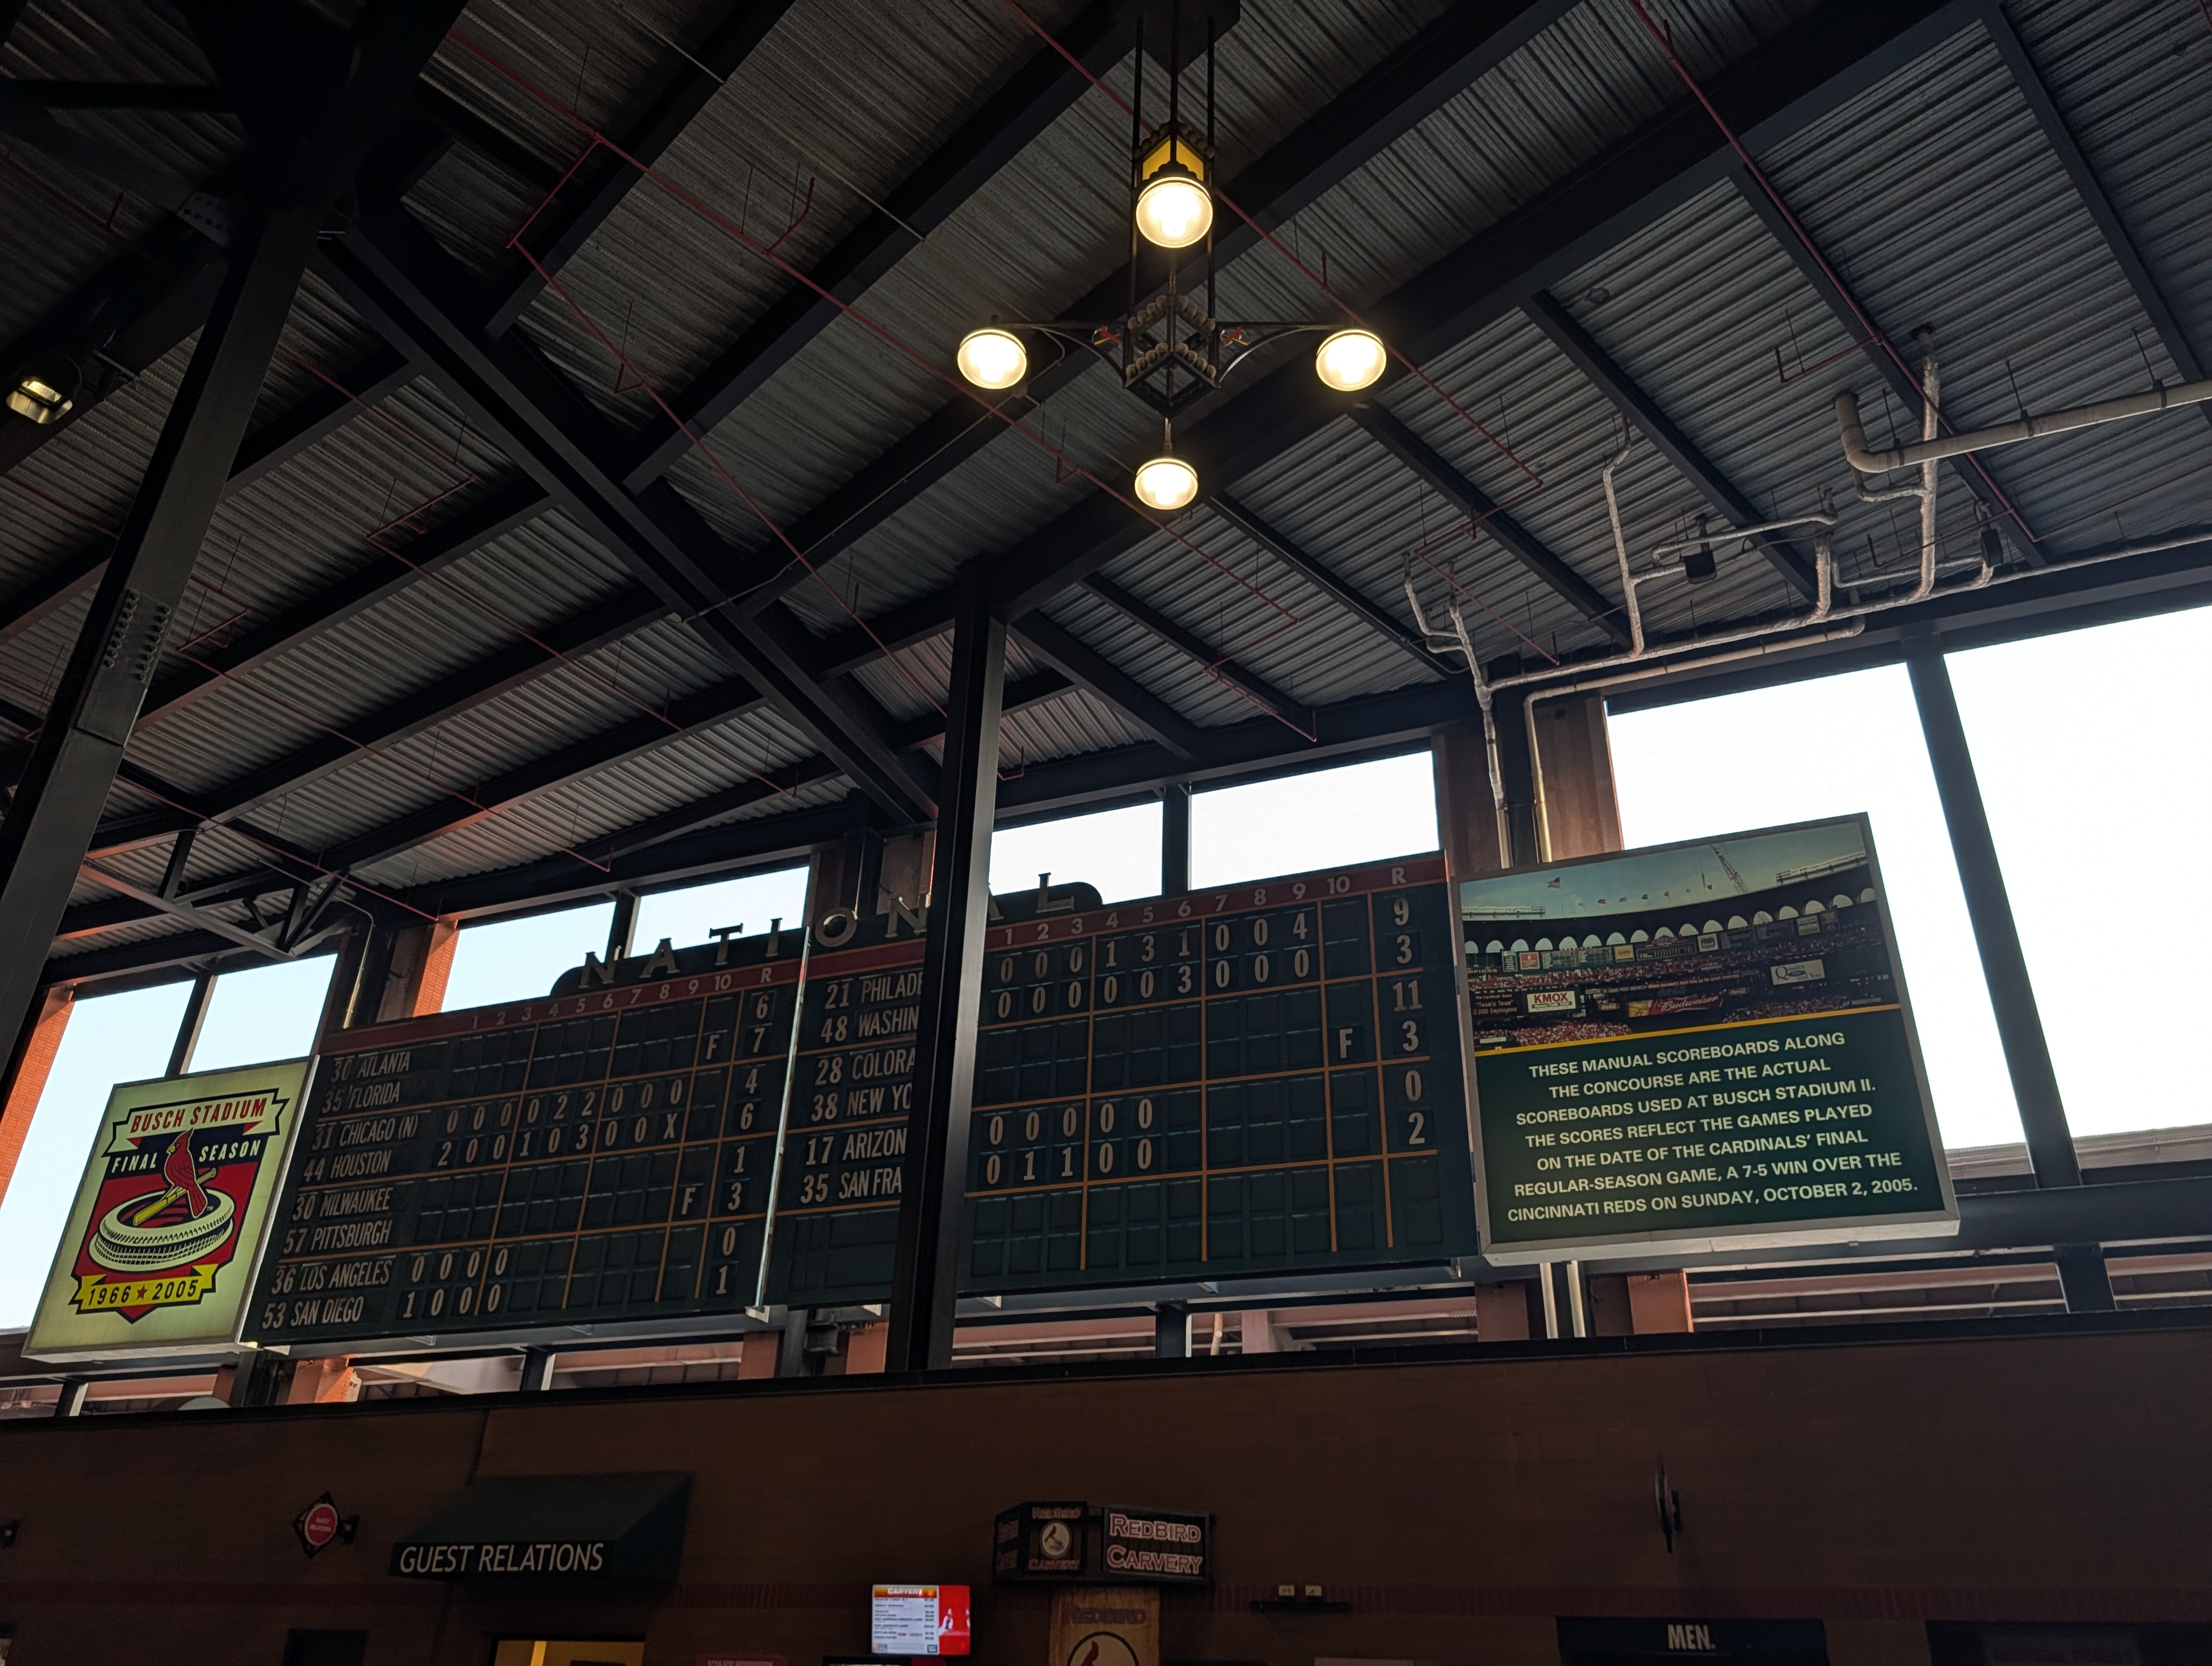 BUSCH STADIUM
FINAL SEASON
1966 ★ 2005
NATIONAL
1 2 3 4 5 6 7 8 9 10 R
30 ATLANTA 6
35 FLORIDA F 7
31 CHICAGO (N) 0 0 0 0 2 2 0 0 0 4
44 HOUSTON 2 0 0 1 0 3 0 0 X 6
30 MILWAUKEE 1
57 PITTSBURGH F 3
36 LOS ANGELES 0 0 0 0 0
53 SAN DIEGO 1 0 0 0 1
1 2 3 4 5 6 7 8 9 10 R
21 PHILADE 0 0 0 1 3 1 0 0 4 9
48 WASHIN 0 0 0 0 0 3 0 0 0 3
28 COLORA 11
38 NEW YO F 3
17 ARIZON 0 0 0 0 0 0
35 SAN FRA 0 1 1 0 0 2
KMOX
Budweiser
THESE MANUAL SCOREBOARDS ALONG
THE CONCOURSE ARE THE ACTUAL
SCOREBOARDS USED AT BUSCH STADIUM II.
THE SCORES REFLECT THE GAMES PLAYED
ON THE DATE OF THE CARDINALS' FINAL
REGULAR-SEASON GAME, A 7-5 WIN OVER THE
CINCINNATI REDS ON SUNDAY, OCTOBER 2, 2005.
GUEST RELATIONS
GUEST RELATIONS
REDBIRD
CARVERY
REDBIRD
CARVERY
CARVERY
REDBIRD
MEN.